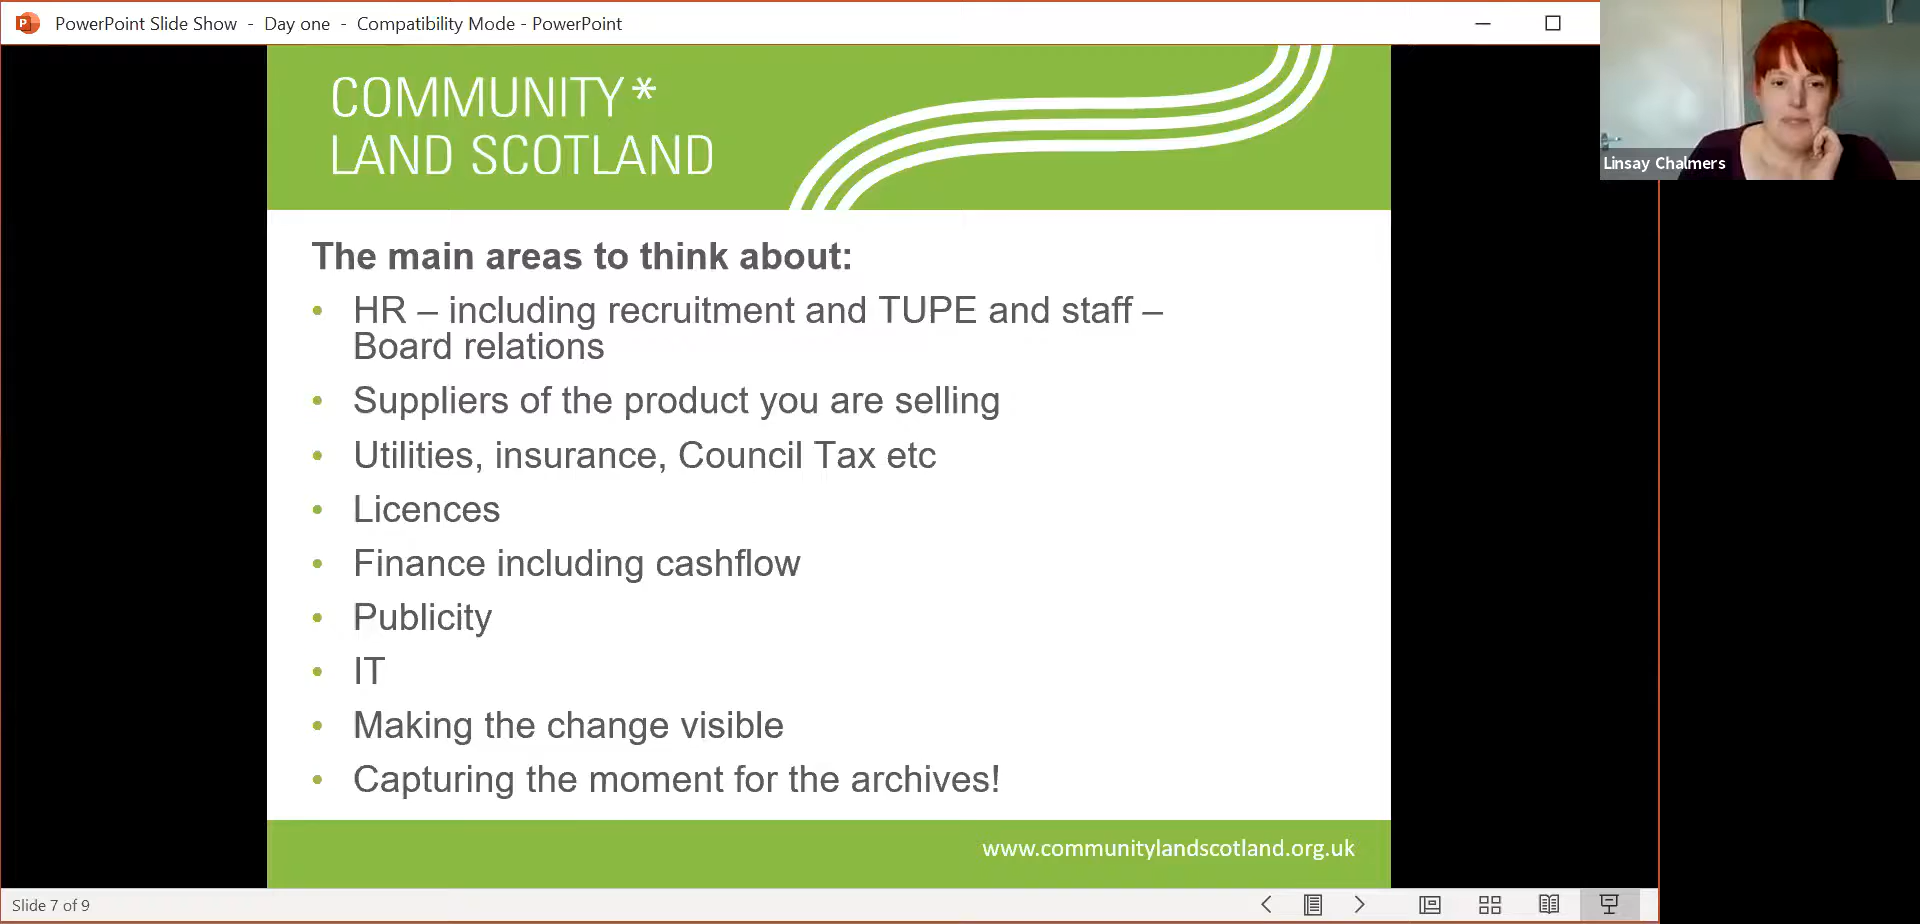 PowerPoint Slide Show - Day one - Compatibility Mode - PowerPoint
Linsay Chalmers
COMMUNITY*
LAND SCOTLAND
The main areas to think about:
• HR – including recruitment and TUPE and staff –
Board relations
• Suppliers of the product you are selling
• Utilities, insurance, Council Tax etc
• Licences
• Finance including cashflow
• Publicity
• IT
• Making the change visible
• Capturing the moment for the archives!
www.communitylandscotland.org.uk
Slide 7 of 9